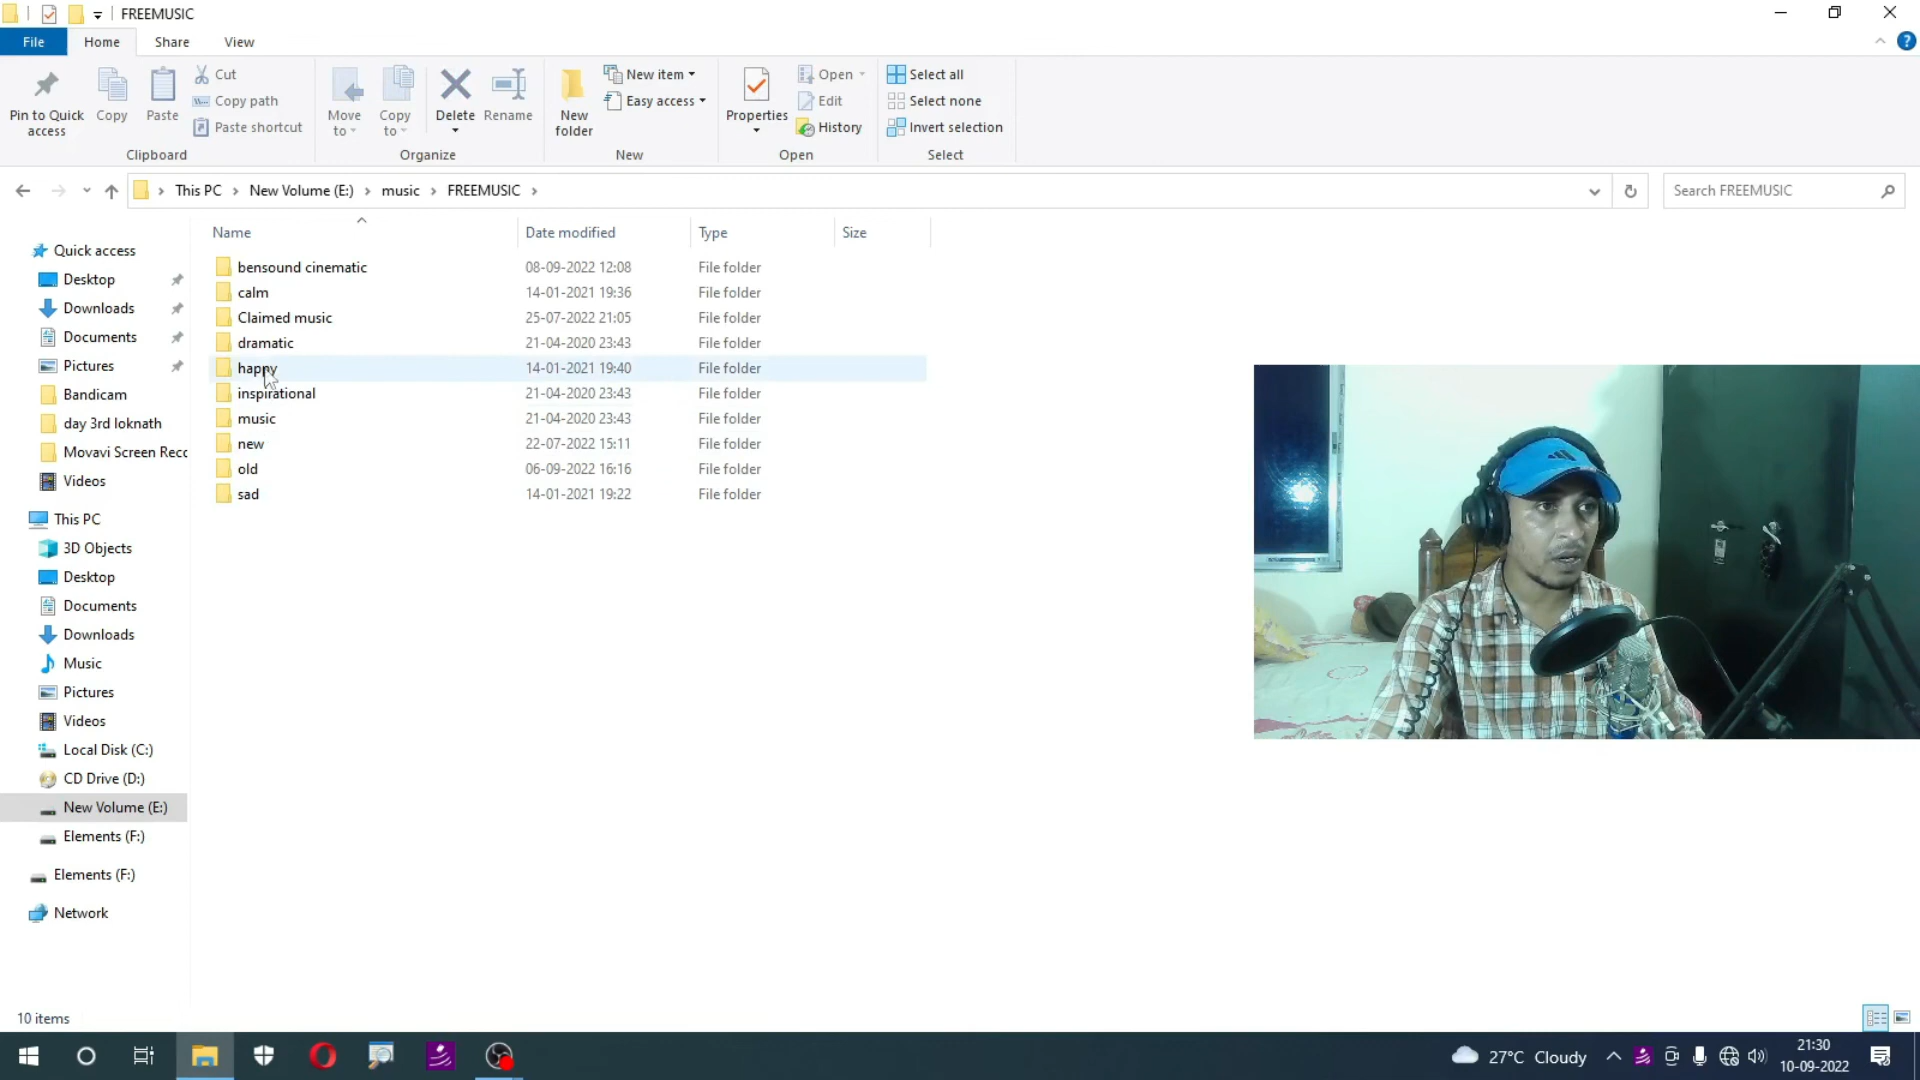 FREEMUSIC
File Home Share View
Pin to Quick access
Copy
Paste
Cut
Copy path
Paste shortcut
Clipboard
Move to
Copy to
Delete
Rename
Organize
New folder
New item
Easy access
New
Properties
Open
Edit
History
Open
Select all
Select none
Invert selection
Select
This PC New Volume (E:) music FREEMUSIC
Search FREEMUSIC
Name Date modified Type Size
bensound cinematic 08-09-2022 12:08 File folder
calm 14-01-2021 19:36 File folder
Claimed music 25-07-2022 21:05 File folder
dramatic 21-04-2020 23:43 File folder
happy 14-01-2021 19:40 File folder
inspirational 21-04-2020 23:43 File folder
music 21-04-2020 23:43 File folder
new 22-07-2022 15:11 File folder
old 06-09-2022 16:16 File folder
sad 14-01-2021 19:22 File folder
Quick access
Desktop
Downloads
Documents
Pictures
Bandicam
day 3rd loknath
Movavi Screen Reco
Videos
This PC
3D Objects
Desktop
Documents
Downloads
Music
Pictures
Videos
Local Disk (C:)
CD Drive (D:)
New Volume (E:)
Elements (F:)
Elements (F:)
Network
10 items
27°C Cloudy
21:30
10-09-2022